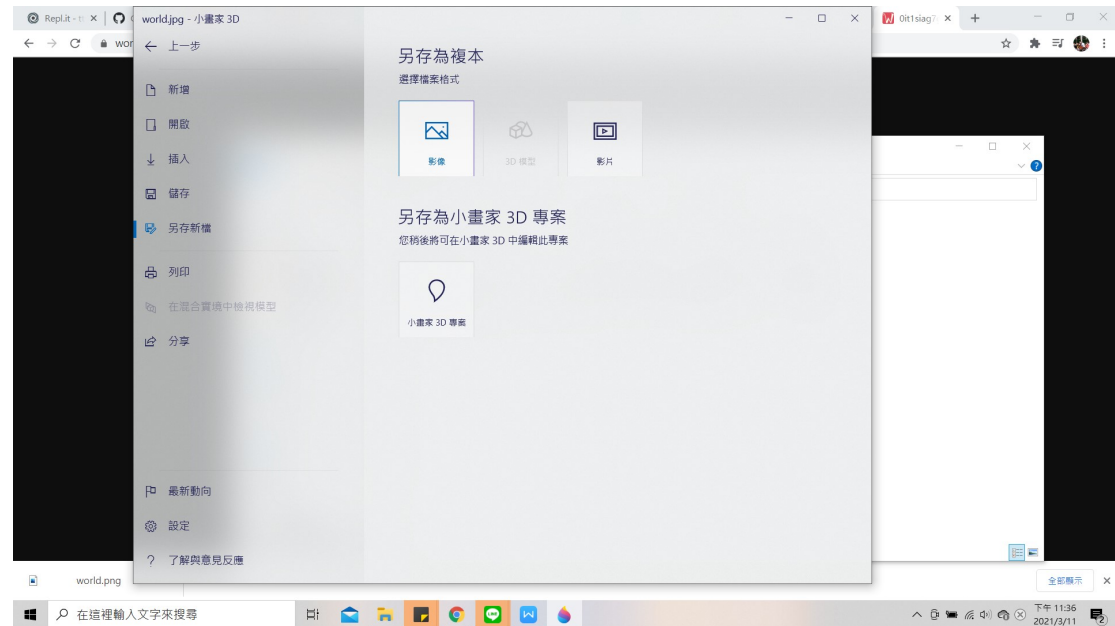 Repl.it - t
world.jpg - 小畫家 3D
0it1siag7
wor
上一步
新增
開啟
插入
儲存
另存新檔
列印
在混合實境中檢視模型
分享
最新動向
設定
了解與意見反應
另存為複本
選擇檔案格式
影像
3D 模型
影片
另存為小畫家 3D 專案
您稍後將可在小畫家 3D 中編輯此專案
小畫家 3D 專案
world.png
全部顯示
在這裡輸入文字來搜尋
LINE
下午 11:36
2021/3/11
2